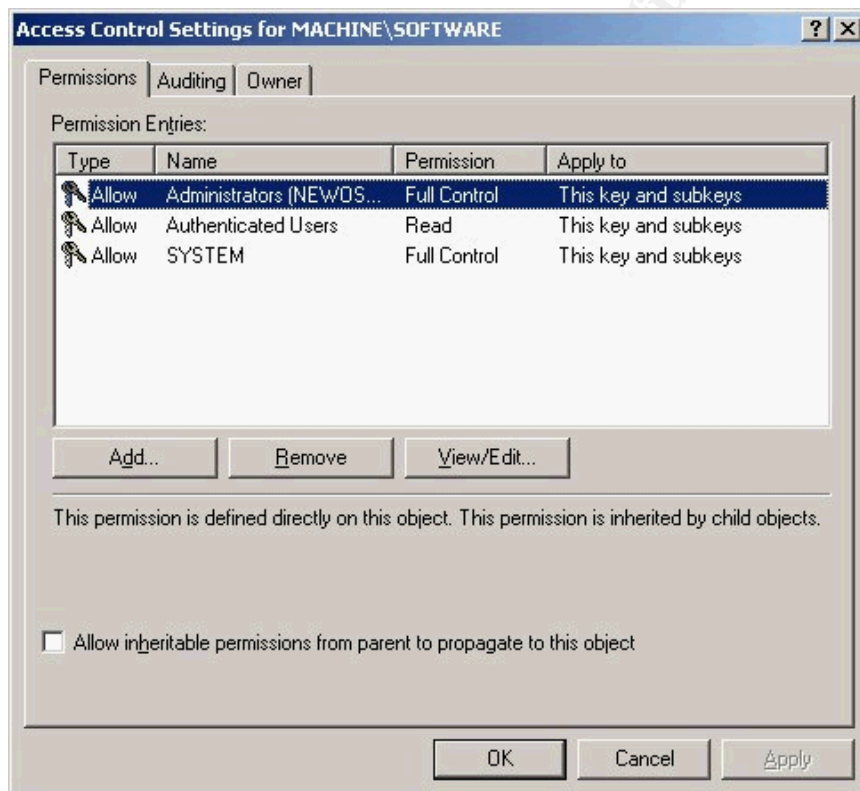 Access Control Settings for MACHINE\SOFTWARE
Permissions Auditing Owner
Permission Entries:
Type Name Permission Apply to
Allow Administrators (NEWOS... Full Control This key and subkeys
Allow Authenticated Users Read This key and subkeys
Allow SYSTEM Full Control This key and subkeys
Add... Remove View/Edit...
This permission is defined directly on this object. This permission is inherited by child objects.
Allow inheritable permissions from parent to propagate to this object
OK Cancel Apply